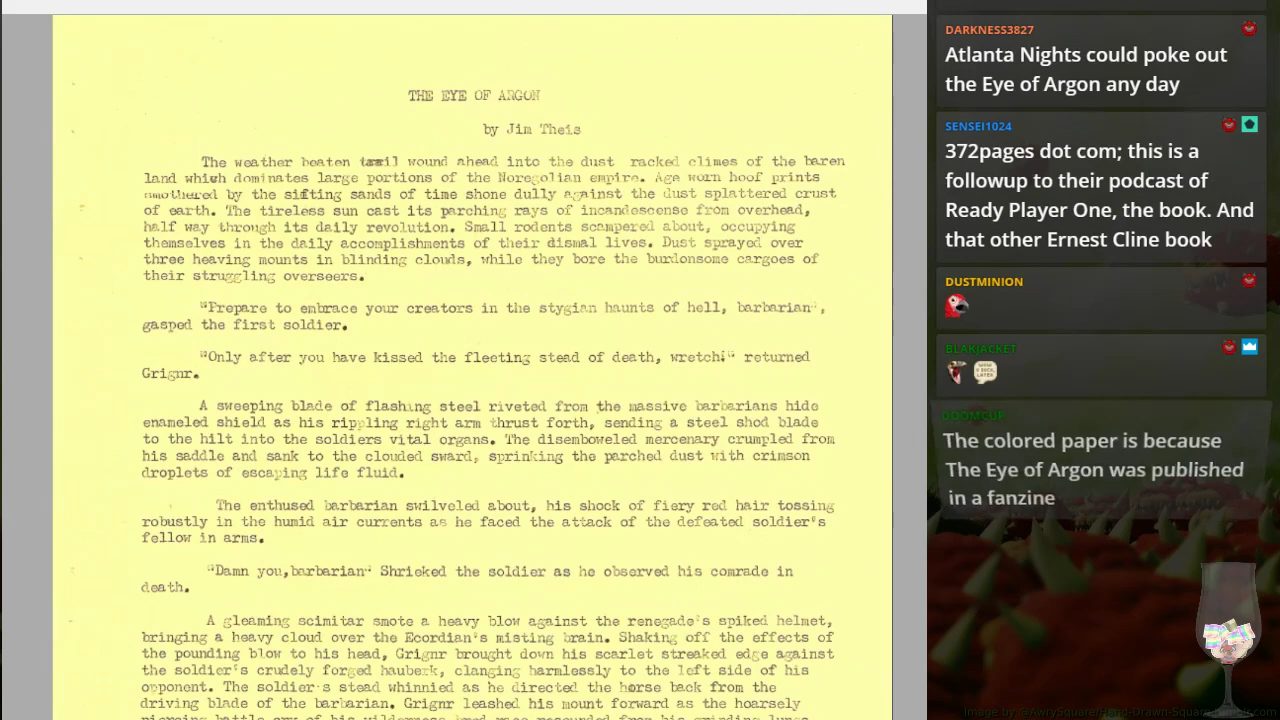 THE EYE OF ARGON
by Jim Theis
The weather beaten trail wound ahead into the dust racked climes of the baren
land which dominates large portions of the Noregolian empire. Age worn hoof prints
smothered by the sifting sands of time shone dully against the dust splattered crust
of earth. The tireless sun cast its parching rays of incandescense from overhead,
half way through its daily revolution. Small rodents scampered about, occupying
themselves in the daily accomplishments of their dismal lives. Dust sprayed over
three heaving mounts in blinding clouds, while they bore the burdonsome cargoes of
their struggling overseers.
"Prepare to embrace your creators in the stygian haunts of hell, barbarian",
gasped the first soldier.
"Only after you have kissed the fleeting stead of death, wretch!" returned
Grignr.
A sweeping blade of flashing steel riveted from the massive barbarians hide
enameled shield as his rippling right arm thrust forth, sending a steel shod blade
to the hilt into the soldiers vital organs. The disemboweled mercenary crumpled from
his saddle and sank to the clouded sward, sprinking the parched dust with crimson
droplets of escaping life fluid.
The enthused barbarian swilveled about, his shock of fiery red hair tossing
robustly in the humid air currents as he faced the attack of the defeated soldier's
fellow in arms.
"Damn you,barbarian" Shrieked the soldier as he observed his comrade in
death.
A gleaming scimitar smote a heavy blow against the renegade's spiked helmet,
bringing a heavy cloud over the Ecordian's misting brain. Shaking off the effects of
the pounding blow to his head, Grignr brought down his scarlet streaked edge against
the soldier's crudely forged hauberk, clanging harmlessly to the left side of his
opponent. The soldier's stead whinnied as he directed the horse back from the
driving blade of the barbarian. Grignr leashed his mount forward as the hoarsely
piercing battle cry of his wilderness bred race resounded from his grinding lungs.
DARKNESS3827
Atlanta Nights could poke out
the Eye of Argon any day
SENSEI1024
372pages dot com; this is a
followup to their podcast of
Ready Player One, the book. And
that other Ernest Cline book
DUSTMINION
BLAKJACKET
DOOMCUP
The colored paper is because
The Eye of Argon was published
in a fanzine